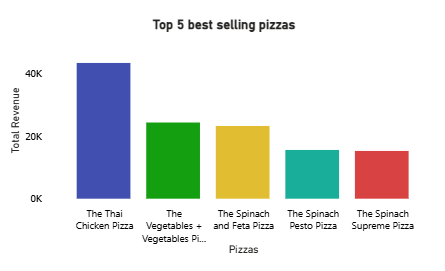 Top 5 best selling pizzas
Total Revenue
40K
20K
0K
The Thai
Chicken Pizza
The
Vegetables +
Vegetables Pi...
The Spinach
and Feta Pizza
The Spinach
Pesto Pizza
The Spinach
Supreme Pizza
Pizzas